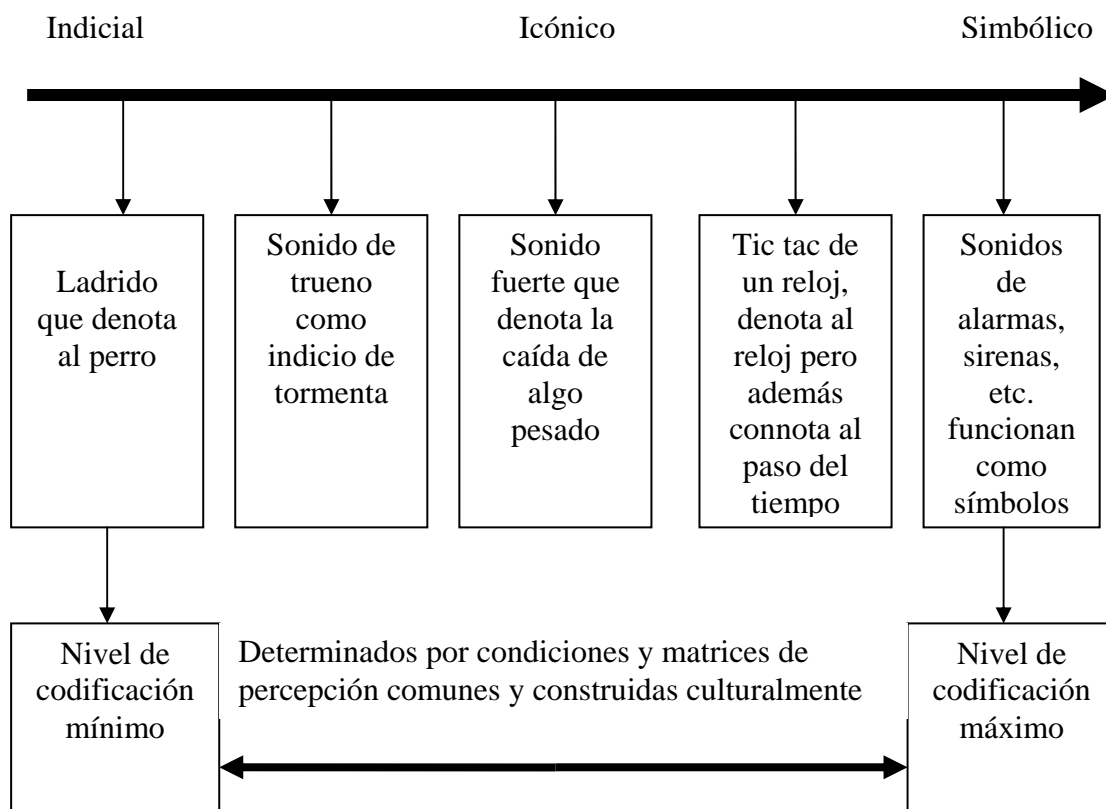 Indicial
Icónico
Simbólico
Ladrido
que denota
al perro
Sonido de
trueno
como
indicio de
tormenta
Sonido
fuerte que
denota la
caída de
algo
pesado
Tic tac de
un reloj,
denota al
reloj pero
además
connota al
paso del
tiempo
Sonidos
de
alarmas,
sirenas,
etc.
funcionan
como
símbolos
Nivel de
codificación
mínimo
Determinados por condiciones y matrices de
percepción comunes y construidas culturalmente
Nivel de
codificación
máximo